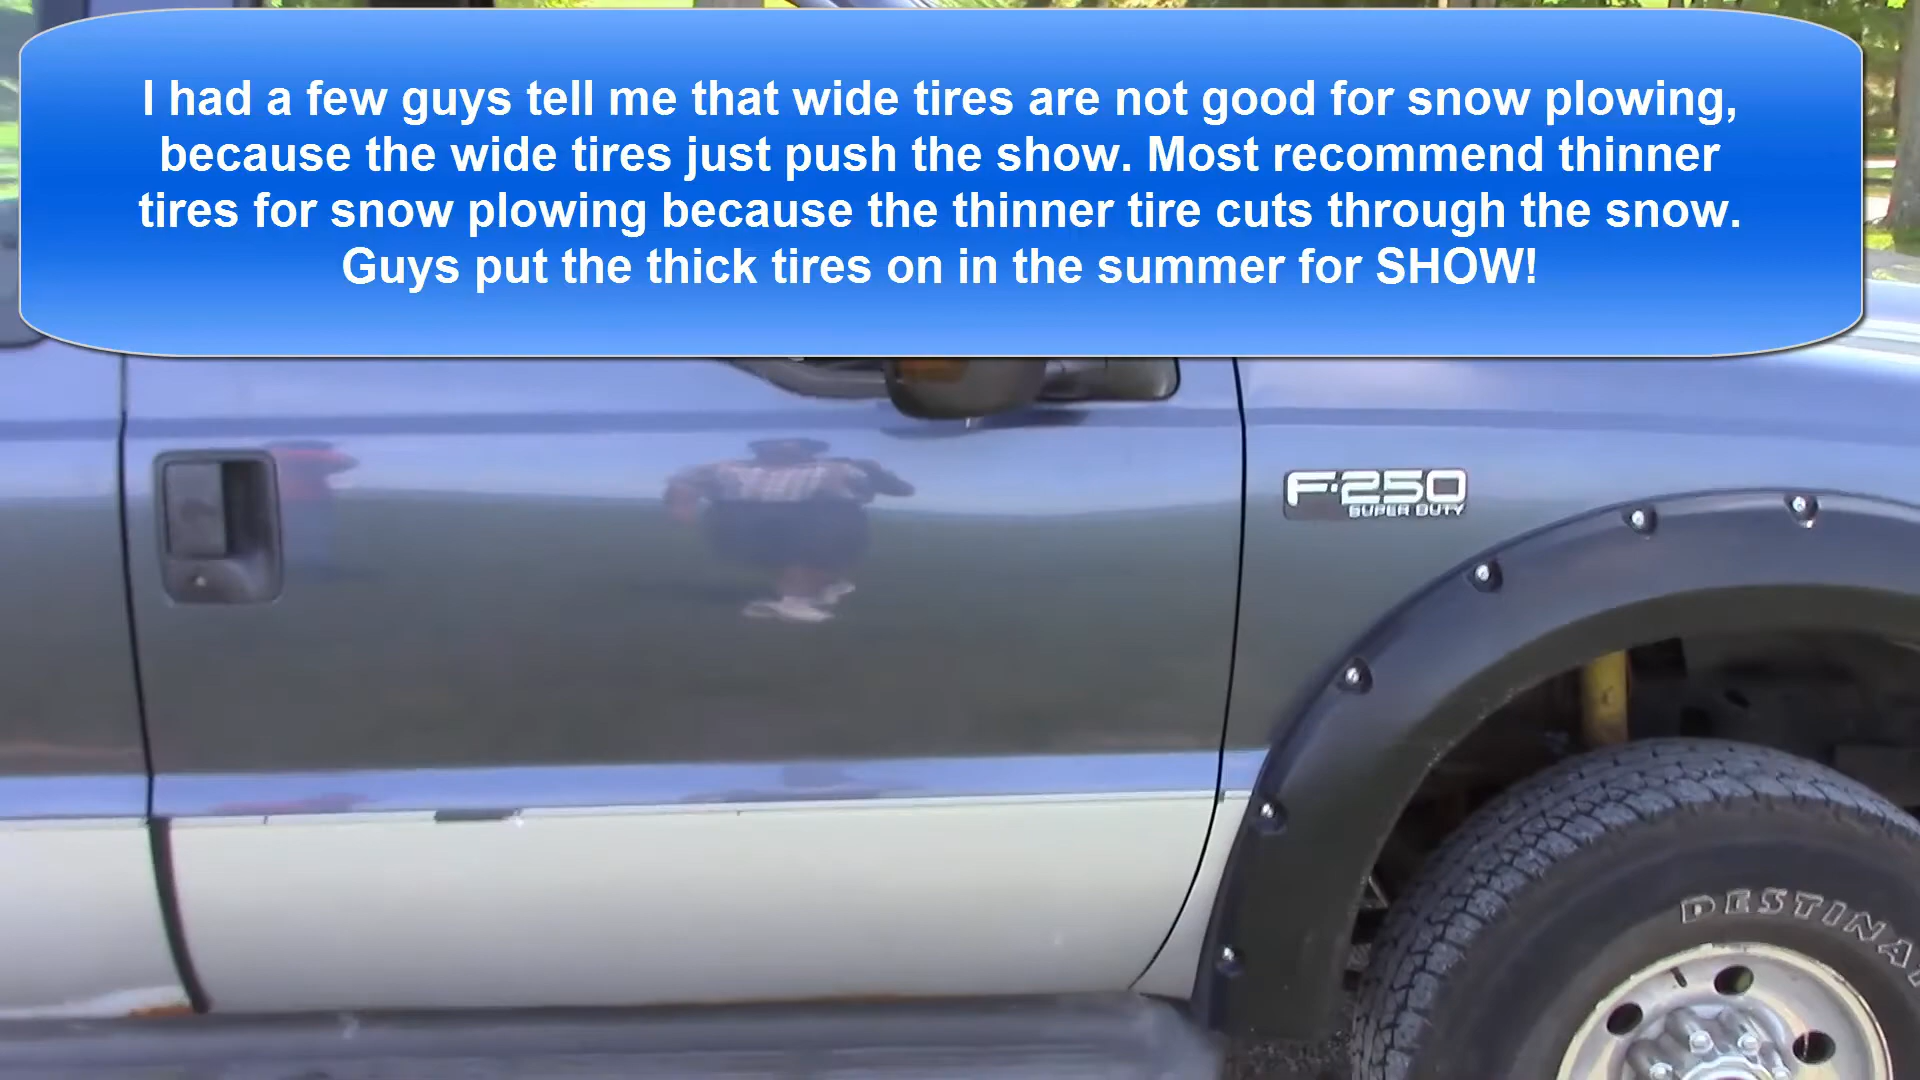 I had a few guys tell me that wide tires are not good for snow plowing,
because the wide tires just push the show. Most recommend thinner
tires for snow plowing because the thinner tire cuts through the snow.
Guys put the thick tires on in the summer for SHOW!
F-250
SUPER DUTY
DESTINA